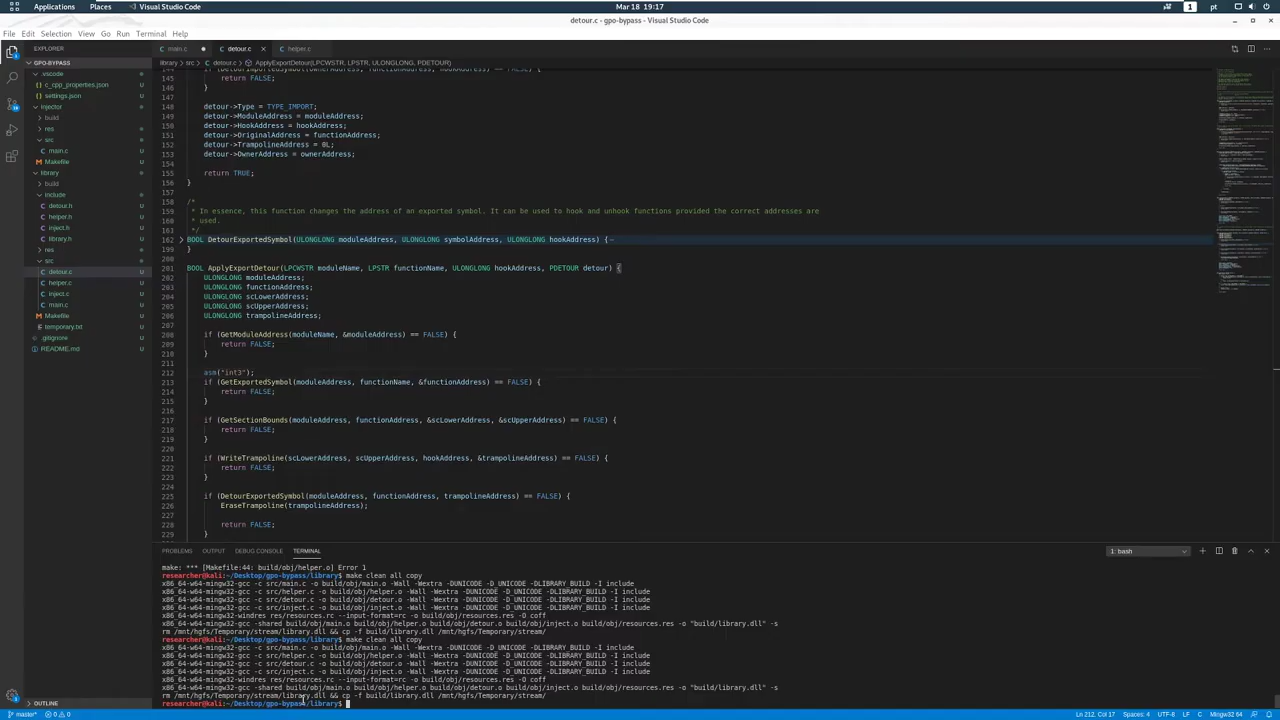 Applications Places Visual Studio Code Mar 18 19:17 1 pt
detour.c - gpo-bypass - Visual Studio Code
File Edit Selection View Go Run Terminal Help
EXPLORER
main.c
detour.c
helper.c
library > src > detour.c > ApplyExportDetour(LPCWSTR, LPSTR, ULONGLONG, PDETOUR)
GPO-BYPASS
.vscode
c_cpp_properties.json U
settings.json U
injector
build
res
src
main.c U
Makefile U
library
build
include
detour.h U
helper.h U
inject.h U
library.h U
res
src
detour.c U
helper.c U
inject.c U
main.c U
Makefile U
temporary.txt U
.gitignore U
README.md U
OUTLINE
145 return FALSE;
146 }
147
148 detour->Type = TYPE_IMPORT;
149 detour->ModuleAddress = moduleAddress;
150 detour->HookAddress = hookAddress;
151 detour->OriginalAddress = functionAddress;
152 detour->TrampolineAddress = 0L;
153 detour->OwnerAddress = ownerAddress;
154
155 return TRUE;
156 }
157
158 /*
159 * In essence, this function changes the address of an exported symbol. It can be used to hook and unhook functions provided the correct addresses are
160 * used.
161 */
162 BOOL DetourExportedSymbol(ULONGLONG moduleAddress, ULONGLONG symbolAddress, ULONGLONG hookAddress) {
199 }
200
201 BOOL ApplyExportDetour(LPCWSTR moduleName, LPSTR functionName, ULONGLONG hookAddress, PDETOUR detour) {
202 ULONGLONG moduleAddress;
203 ULONGLONG functionAddress;
204 ULONGLONG scLowerAddress;
205 ULONGLONG scUpperAddress;
206 ULONGLONG trampolineAddress;
207
208 if (GetModuleAddress(moduleName, &moduleAddress) == FALSE) {
209 return FALSE;
210 }
211
212 asm("int3");
213 if (GetExportedSymbol(moduleAddress, functionName, &functionAddress) == FALSE) {
214 return FALSE;
215 }
216
217 if (GetSectionBounds(moduleAddress, functionAddress, &scLowerAddress, &scUpperAddress) == FALSE) {
218 return FALSE;
219 }
220
221 if (WriteTrampoline(scLowerAddress, scUpperAddress, hookAddress, &trampolineAddress) == FALSE) {
222 return FALSE;
223 }
224
225 if (DetourExportedSymbol(moduleAddress, functionAddress, trampolineAddress) == FALSE) {
226 EraseTrampoline(trampolineAddress);
227
228 return FALSE;
229 }
PROBLEMS OUTPUT DEBUG CONSOLE TERMINAL 1: bash
make: *** [Makefile:44: build/obj/helper.o] Error 1
researcher@kali:~/Desktop/gpo-bypass/library$ make clean all copy
x86_64-w64-mingw32-gcc -c src/main.c -o build/obj/main.o -Wall -Wextra -DUNICODE -D_UNICODE -DLIBRARY_BUILD -I include
x86_64-w64-mingw32-gcc -c src/helper.c -o build/obj/helper.o -Wall -Wextra -DUNICODE -D_UNICODE -DLIBRARY_BUILD -I include
x86_64-w64-mingw32-gcc -c src/detour.c -o build/obj/detour.o -Wall -Wextra -DUNICODE -D_UNICODE -DLIBRARY_BUILD -I include
x86_64-w64-mingw32-gcc -c src/inject.c -o build/obj/inject.o -Wall -Wextra -DUNICODE -D_UNICODE -DLIBRARY_BUILD -I include
x86_64-w64-mingw32-windres res/resources.rc --input-format=rc -o build/obj/resources.res -O coff
x86_64-w64-mingw32-gcc -shared build/obj/main.o build/obj/helper.o build/obj/detour.o build/obj/inject.o build/obj/resources.res -o "build/library.dll" -s
rm /mnt/hgfs/Temporary/stream/library.dll && cp -f build/library.dll /mnt/hgfs/Temporary/stream/
researcher@kali:~/Desktop/gpo-bypass/library$ make clean all copy
x86_64-w64-mingw32-gcc -c src/main.c -o build/obj/main.o -Wall -Wextra -DUNICODE -D_UNICODE -DLIBRARY_BUILD -I include
x86_64-w64-mingw32-gcc -c src/helper.c -o build/obj/helper.o -Wall -Wextra -DUNICODE -D_UNICODE -DLIBRARY_BUILD -I include
x86_64-w64-mingw32-gcc -c src/detour.c -o build/obj/detour.o -Wall -Wextra -DUNICODE -D_UNICODE -DLIBRARY_BUILD -I include
x86_64-w64-mingw32-gcc -c src/inject.c -o build/obj/inject.o -Wall -Wextra -DUNICODE -D_UNICODE -DLIBRARY_BUILD -I include
x86_64-w64-mingw32-windres res/resources.rc --input-format=rc -o build/obj/resources.res -O coff
x86_64-w64-mingw32-gcc -shared build/obj/main.o build/obj/helper.o build/obj/detour.o build/obj/inject.o build/obj/resources.res -o "build/library.dll" -s
rm /mnt/hgfs/Temporary/stream/library.dll && cp -f build/library.dll /mnt/hgfs/Temporary/stream/
researcher@kali:~/Desktop/gpo-bypass/library$
master* 0 0 Ln 212, Col 17 Spaces: 4 UTF-8 LF C Mingw32 64